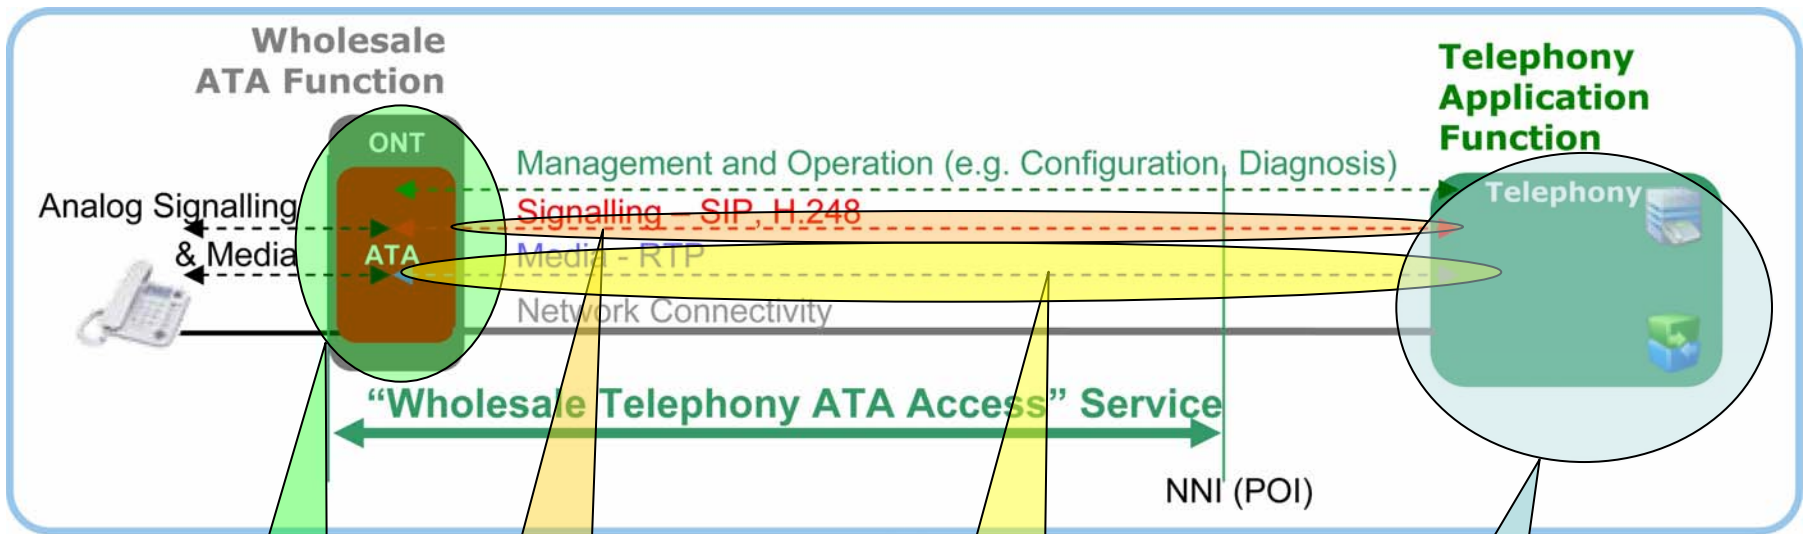 Wholesale
ATA Function
Telephony
Application
Function
ONT
Management and Operation (e.g. Configuration, Diagnosis)
Telephony
Analog Signalling
Signalling – SIP, H.248
& Media
ATA
Media - RTP
Network Connectivity
“Wholesale Telephony ATA Access” Service
NNI (POI)